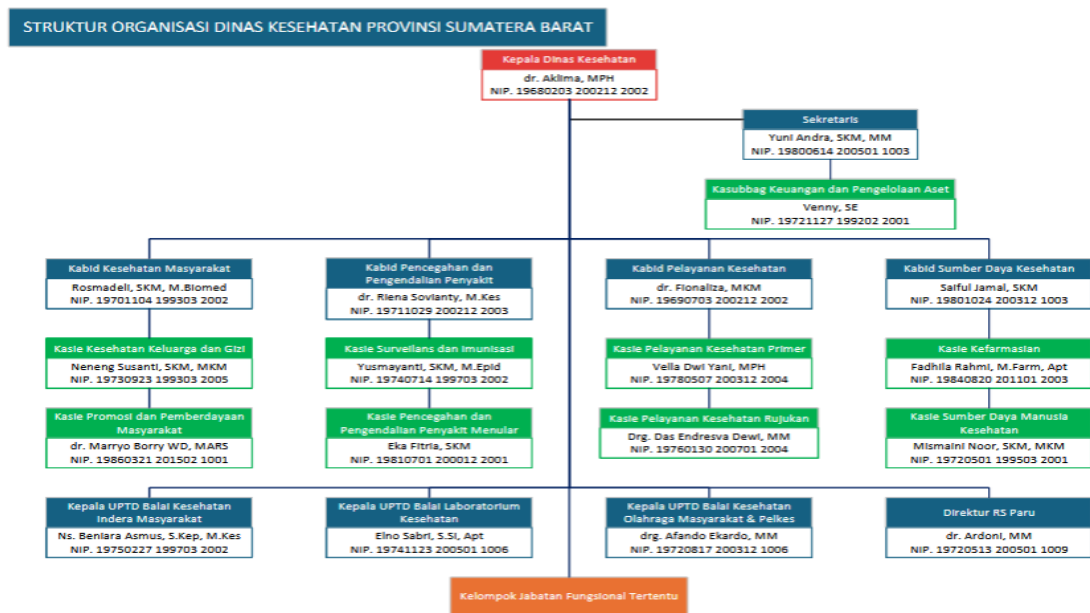 STRUKTUR ORGANISASI DINAS KESEHATAN PROVINSI SUMATERA BARAT
Kepala Dinas Kesehatan
dr. Aklima, MPH
NIP. 19680203 200212 2002
Sekretaris
Yuni Andra, SKM, MM
NIP. 19800614 200501 1003
Kasubbag Keuangan dan Pengelolaan Aset
Venny, SE
NIP. 19721127 199202 2001
Kabid Kesehatan Masyarakat
Rosmadeli, SKM, M.Biomed
NIP. 19701104 199303 2002
Kabid Pencegahan dan
Pengendalian Penyakit
dr. Riena Sovianty, M.Kes
NIP. 19711029 200212 2003
Kabid Pelayanan Kesehatan
dr. Fionaliza, MKM
NIP. 19690703 200212 2002
Kabid Sumber Daya Kesehatan
Saiful Jamal, SKM
NIP. 19801024 200312 1003
Kasie Kesehatan Keluarga dan Gizi
Neneng Susanti, SKM, MKM
NIP. 19730923 199303 2005
Kasie Surveilans dan Imunisasi
Yusmayanti, SKM, M.Epid
NIP. 19740714 199703 2002
Kasie Pelayanan Kesehatan Primer
Vella Dwi Yani, MPH
NIP. 19780507 200312 2004
Kasie Kefarmasian
Fadhila Rahmi, M.Farm, Apt
NIP. 19840820 201101 2003
Kasie Promosi dan Pemberdayaan
Masyarakat
dr. Marryo Borry WD, MARS
NIP. 19860321 201502 1001
Kasie Pencegahan dan
Pengendalian Penyakit Menular
Eka Fitria, SKM
NIP. 19810701 200012 2001
Kasie Pelayanan Kesehatan Rujukan
Drg. Das Endresva Dewi, MM
NIP. 19760130 200701 2004
Kasie Sumber Daya Manusia
Kesehatan
Mismaini Noor, SKM, MKM
NIP. 19720501 199503 2001
Kepala UPTD Balai Kesehatan
Indera Masyarakat
Ns. Beniara Asmus, S.Kep, M.Kes
NIP. 19750227 199703 2002
Kepala UPTD Balai Laboratorium
Kesehatan
Elno Sabri, S.Si, Apt
NIP. 19741123 200501 1006
Kepala UPTD Balai Kesehatan
Olahraga Masyarakat & Pelkes
drg. Afando Ekardo, MM
NIP. 19720817 200312 1006
Direktur RS Paru
dr. Ardoni, MM
NIP. 19720513 200501 1009
Kelompok Jabatan Fungsional Tertentu